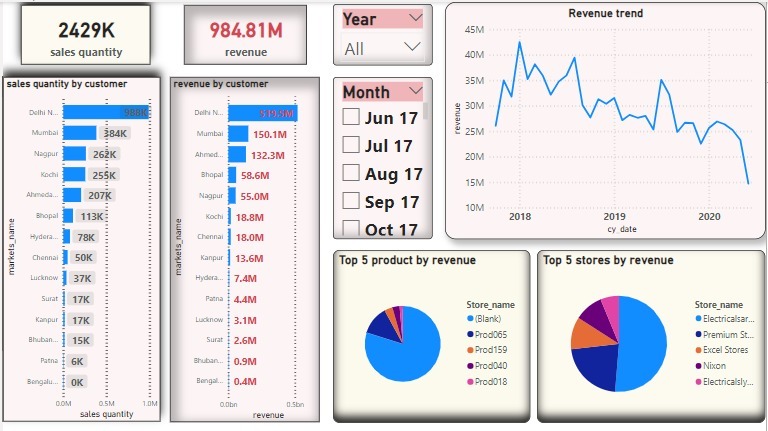 2429K
sales quantity
984.81M
revenue
Year
All
Month
Jun 17
Jul 17
Aug 17
Sep 17
Oct 17
Revenue trend
45M
40M
35M
30M
25M
20M
15M
10M
revenue
2018
2019
2020
cy_date
sales quantity by customer
markets_name
Delhi N... 988K
Mumbai 384K
Nagpur 262K
Kochi 255K
Ahmeda... 207K
Bhopal 113K
Hydera... 78K
Chennai 50K
Lucknow 37K
Surat 17K
Kanpur 17K
Bhuban... 15K
Patna 6K
Bengalu... 0K
0.0M 0.5M 1.0M
sales quantity
revenue by customer
markets_name
Delhi N... 519.5M
Mumbai 150.1M
Ahmed... 132.3M
Bhopal 58.6M
Nagpur 55.0M
Kochi 18.8M
Chennai 18.0M
Kanpur 13.6M
Hydera... 7.4M
Patna 4.4M
Lucknow 3.1M
Surat 2.6M
Bhuban... 0.9M
Bengal... 0.4M
0.0bn 0.5bn
revenue
Top 5 product by revenue
Store_name
(Blank)
Prod065
Prod159
Prod040
Prod018
Top 5 stores by revenue
Store_name
Electricalsar...
Premium St...
Excel Stores
Nixon
Electricalsly...